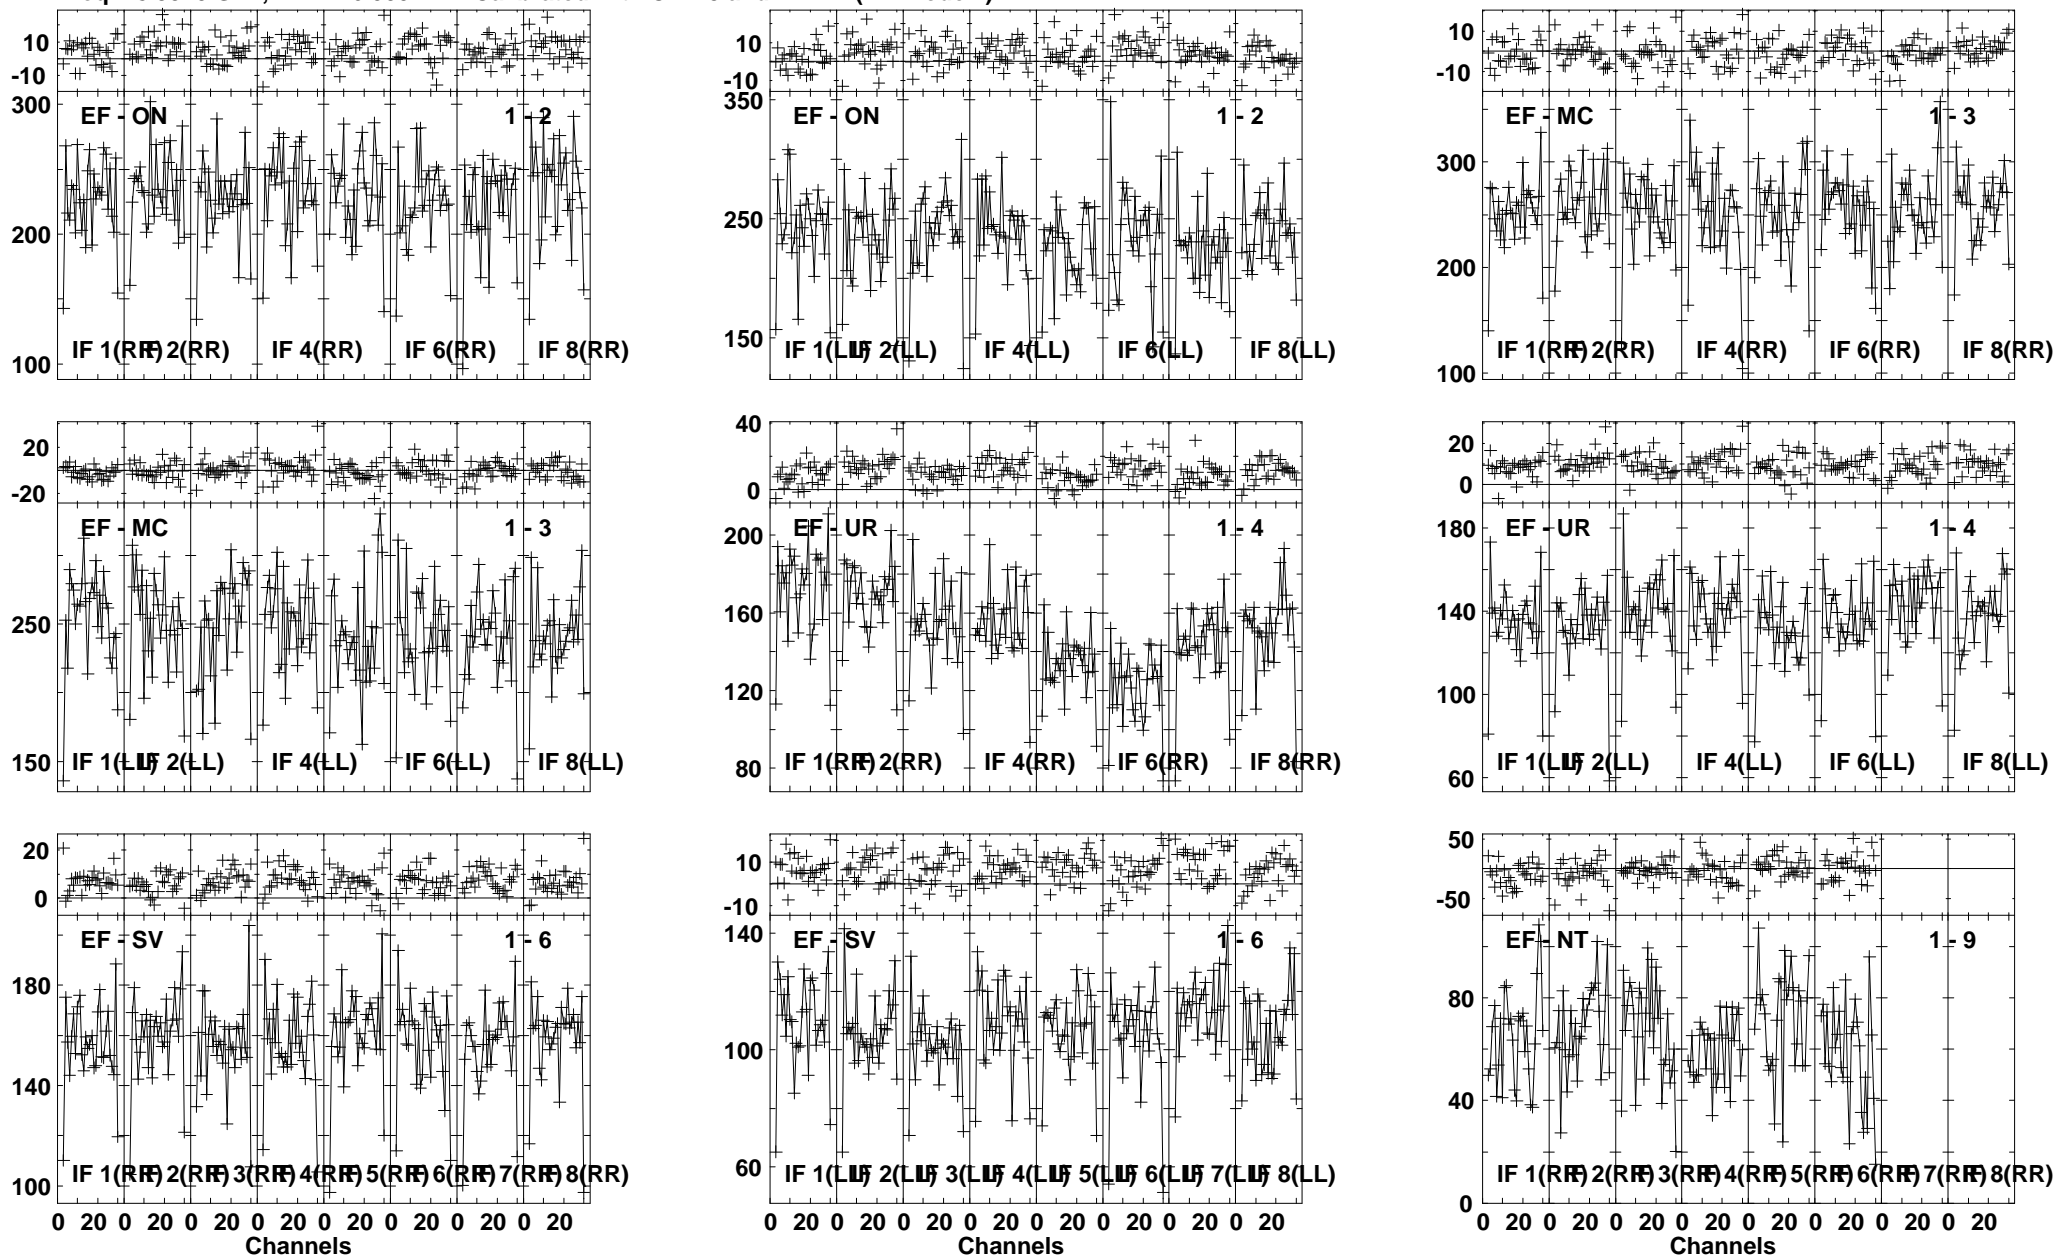 10 10 10
-10 -10 -10
300 EF - ON 1 - 2 350 EF - ON 1 - 2 EF - MC 1 - 3
300
200 250 200
100 150 100
IF 1(RR) IF 2(RR) IF 4(RR) IF 6(RR) IF 8(RR) IF 1(LL) IF 2(LL) IF 4(LL) IF 6(LL) IF 8(LL) IF 1(RR) IF 2(RR) IF 4(RR) IF 6(RR) IF 8(RR)
20 40 20
-20 0 0
EF - MC 1 - 3 200 EF - UR 1 - 4 180 EF - UR 1 - 4
250 160 140
120 100
150 80 60
IF 1(LL) IF 2(LL) IF 4(LL) IF 6(LL) IF 8(LL) IF 1(RR) IF 2(RR) IF 4(RR) IF 6(RR) IF 8(RR) IF 1(LL) IF 2(LL) IF 4(LL) IF 6(LL) IF 8(LL)
20 10 50
0 -10 -50
EF - SV 1 - 6 140 EF - SV 1 - 6 EF - NT 1 - 9
180 80
140 100 40
100 60 0
IF 1(RR) IF 2(RR) IF 3(RR) IF 4(RR) IF 5(RR) IF 6(RR) IF 7(RR) IF 8(RR) IF 1(LL) IF 2(LL) IF 3(LL) IF 4(LL) IF 5(LL) IF 6(LL) IF 7(LL) IF 8(LL) IF 1(RR) IF 2(RR) IF 3(RR) IF 4(RR) IF 5(RR) IF 6(RR) IF 7(RR) IF 8(RR)
0 20 0 20 0 20 0 20 0 20 0 20 0 20 0 20 0 20 0 20 0 20 0 20 0 20 0 20 0 20 0 20 0 20 0 20 0 20 0 20 0 20 0 20 0 20 0 20
Channels Channels Channels